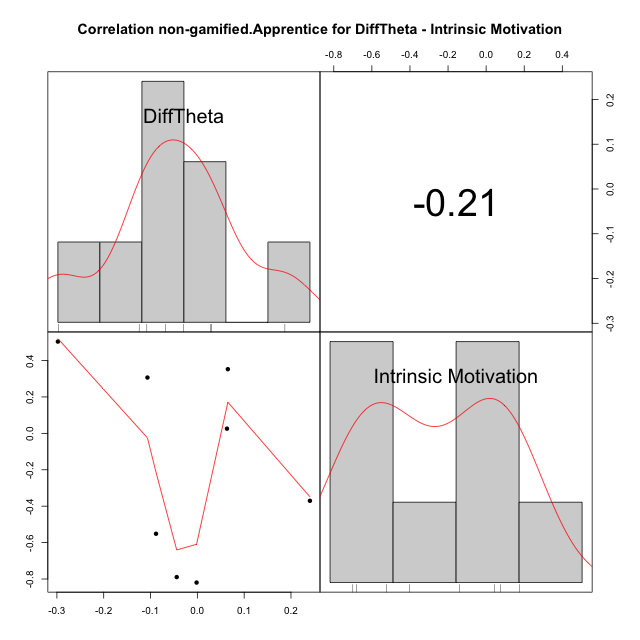 Correlation non-gamified.Apprentice for DiffTheta - Intrinsic Motivation
-0.8 -0.6 -0.4 -0.2 0.0 0.2 0.4
DiffTheta
-0.21
0.2
0.1
0.0
-0.1
-0.2
-0.3
Intrinsic Motivation
0.4
0.2
0.0
-0.2
-0.4
-0.6
-0.8
-0.3 -0.2 -0.1 0.0 0.1 0.2